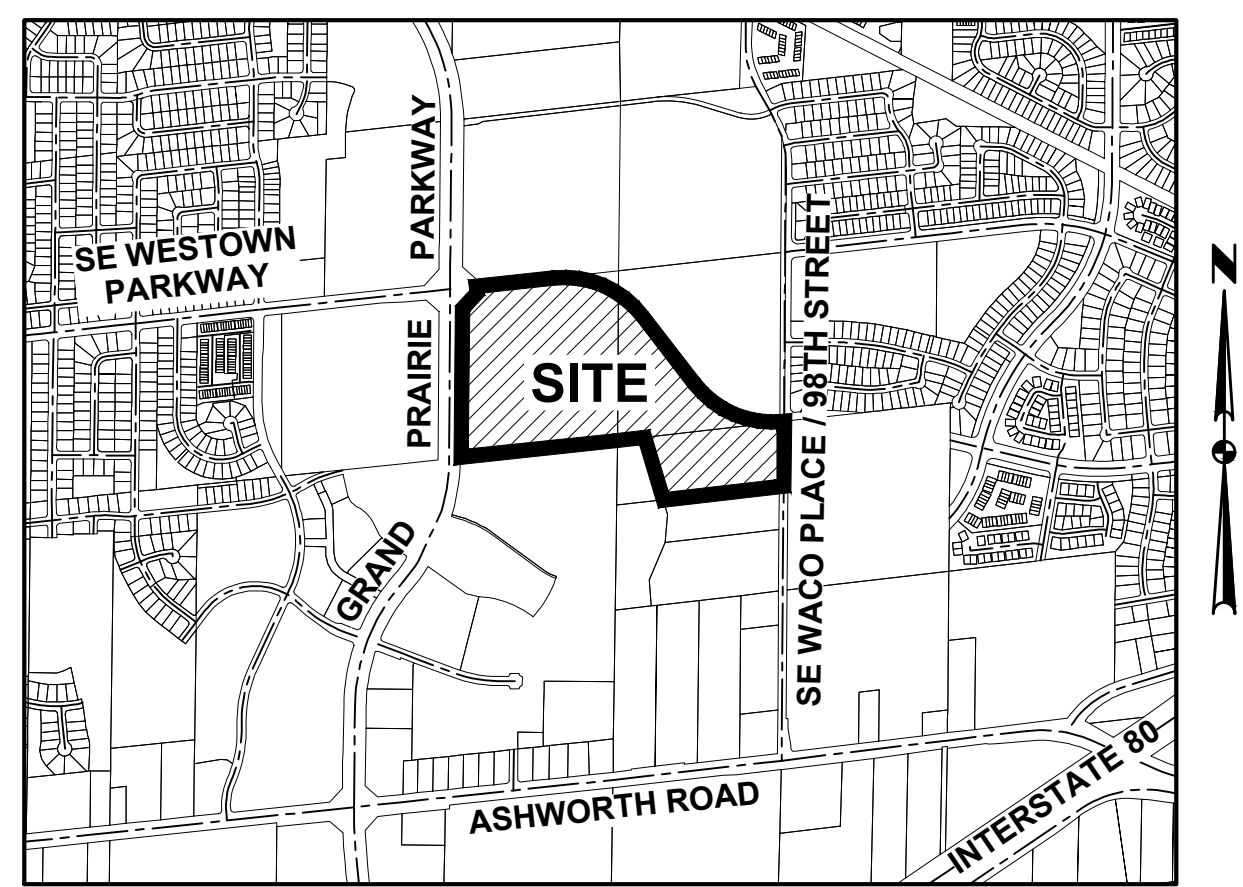 SE WESTOWN
PARKWAY
GRAND
PRAIRIE
PARKWAY
SITE
SE WACO PLACE / 98TH STREET
ASHWORTH ROAD
INTERSTATE 80
N